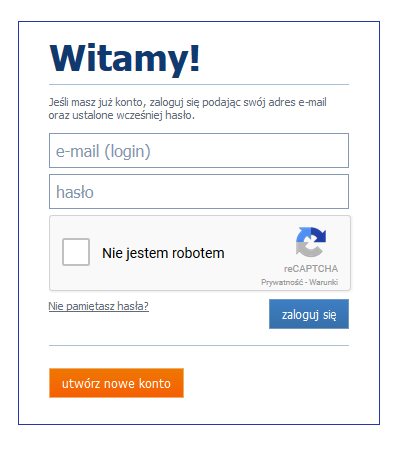 Witamy!
Jeśli masz już konto, zaloguj się podając swój adres e-mail
oraz ustalone wcześniej hasło.
e-mail (login)
hasło
Nie jestem robotem
reCAPTCHA
Prywatność - Warunki
Nie pamiętasz hasła?
zaloguj się
utwórz nowe konto